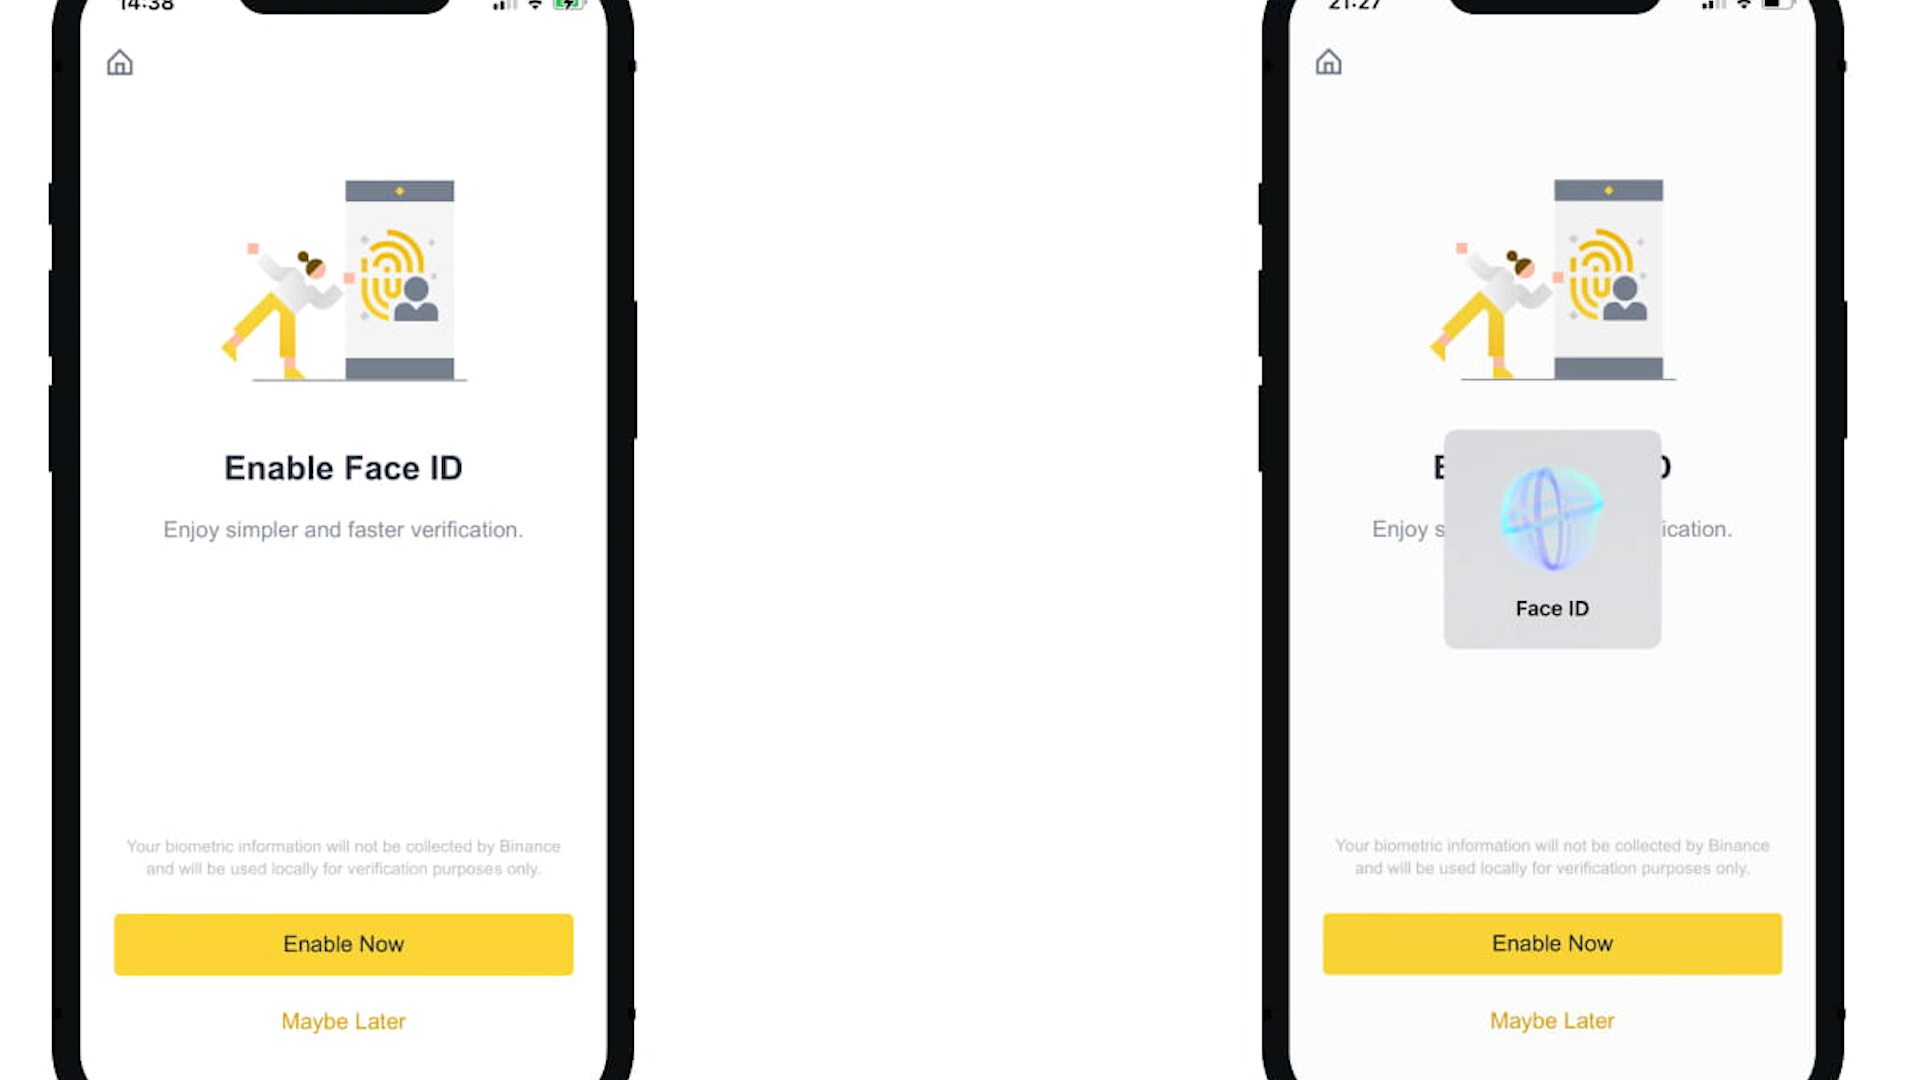 14:38
Enable Face ID
Enjoy simpler and faster verification.
Your biometric information will not be collected by Binance
and will be used locally for verification purposes only.
Enable Now
Maybe Later
21:27
E D
Enjoy s ication.
Face ID
Your biometric information will not be collected by Binance
and will be used locally for verification purposes only.
Enable Now
Maybe Later